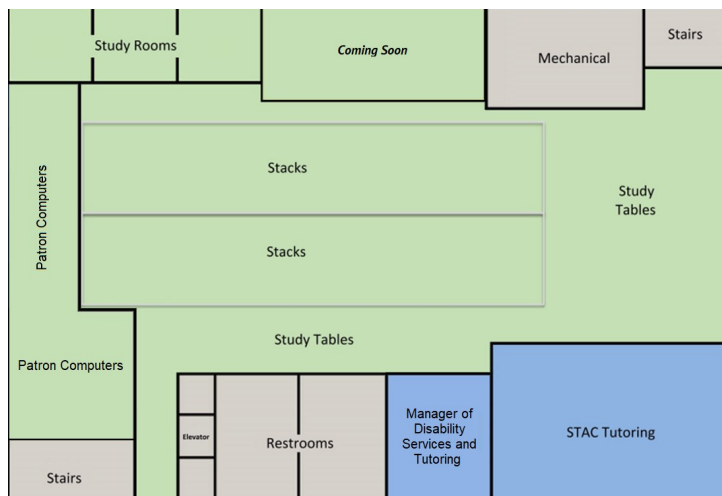 Study Rooms
Coming Soon
Mechanical
Stairs
Patron Computers
Stacks
Study
Tables
Stacks
Study Tables
Patron Computers
Stairs
Elevator
Restrooms
Manager of
Disability
Services and
Tutoring
STAC Tutoring